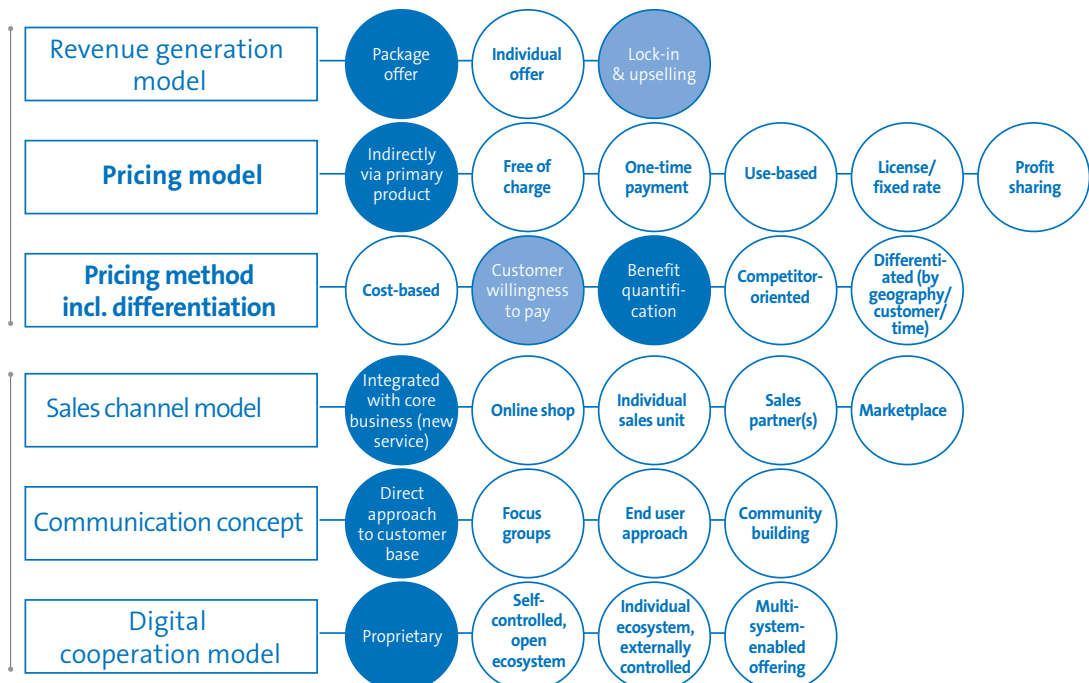 Revenue generation
model
Package
offer
Individual
offer
Lock-in
& upselling
Pricing model
Indirectly
via primary
product
Free of
charge
One-time
payment
Use-based
License/
fixed rate
Profit
sharing
Pricing method
incl. differentiation
Cost-based
Customer
willingness
to pay
Benefit
quantifi-
cation
Competitor-
oriented
Differenti-
ated (by
geography/
customer/
time)
Sales channel model
Integrated
with core
business (new
service)
Online shop
Individual
sales unit
Sales
partner(s)
Marketplace
Communication concept
Direct
approach
to customer
base
Focus
groups
End user
approach
Community
building
Digital
cooperation model
Proprietary
Self-
controlled,
open
ecosystem
Individual
ecosystem,
externally
controlled
Multi-
system-
enabled
offering